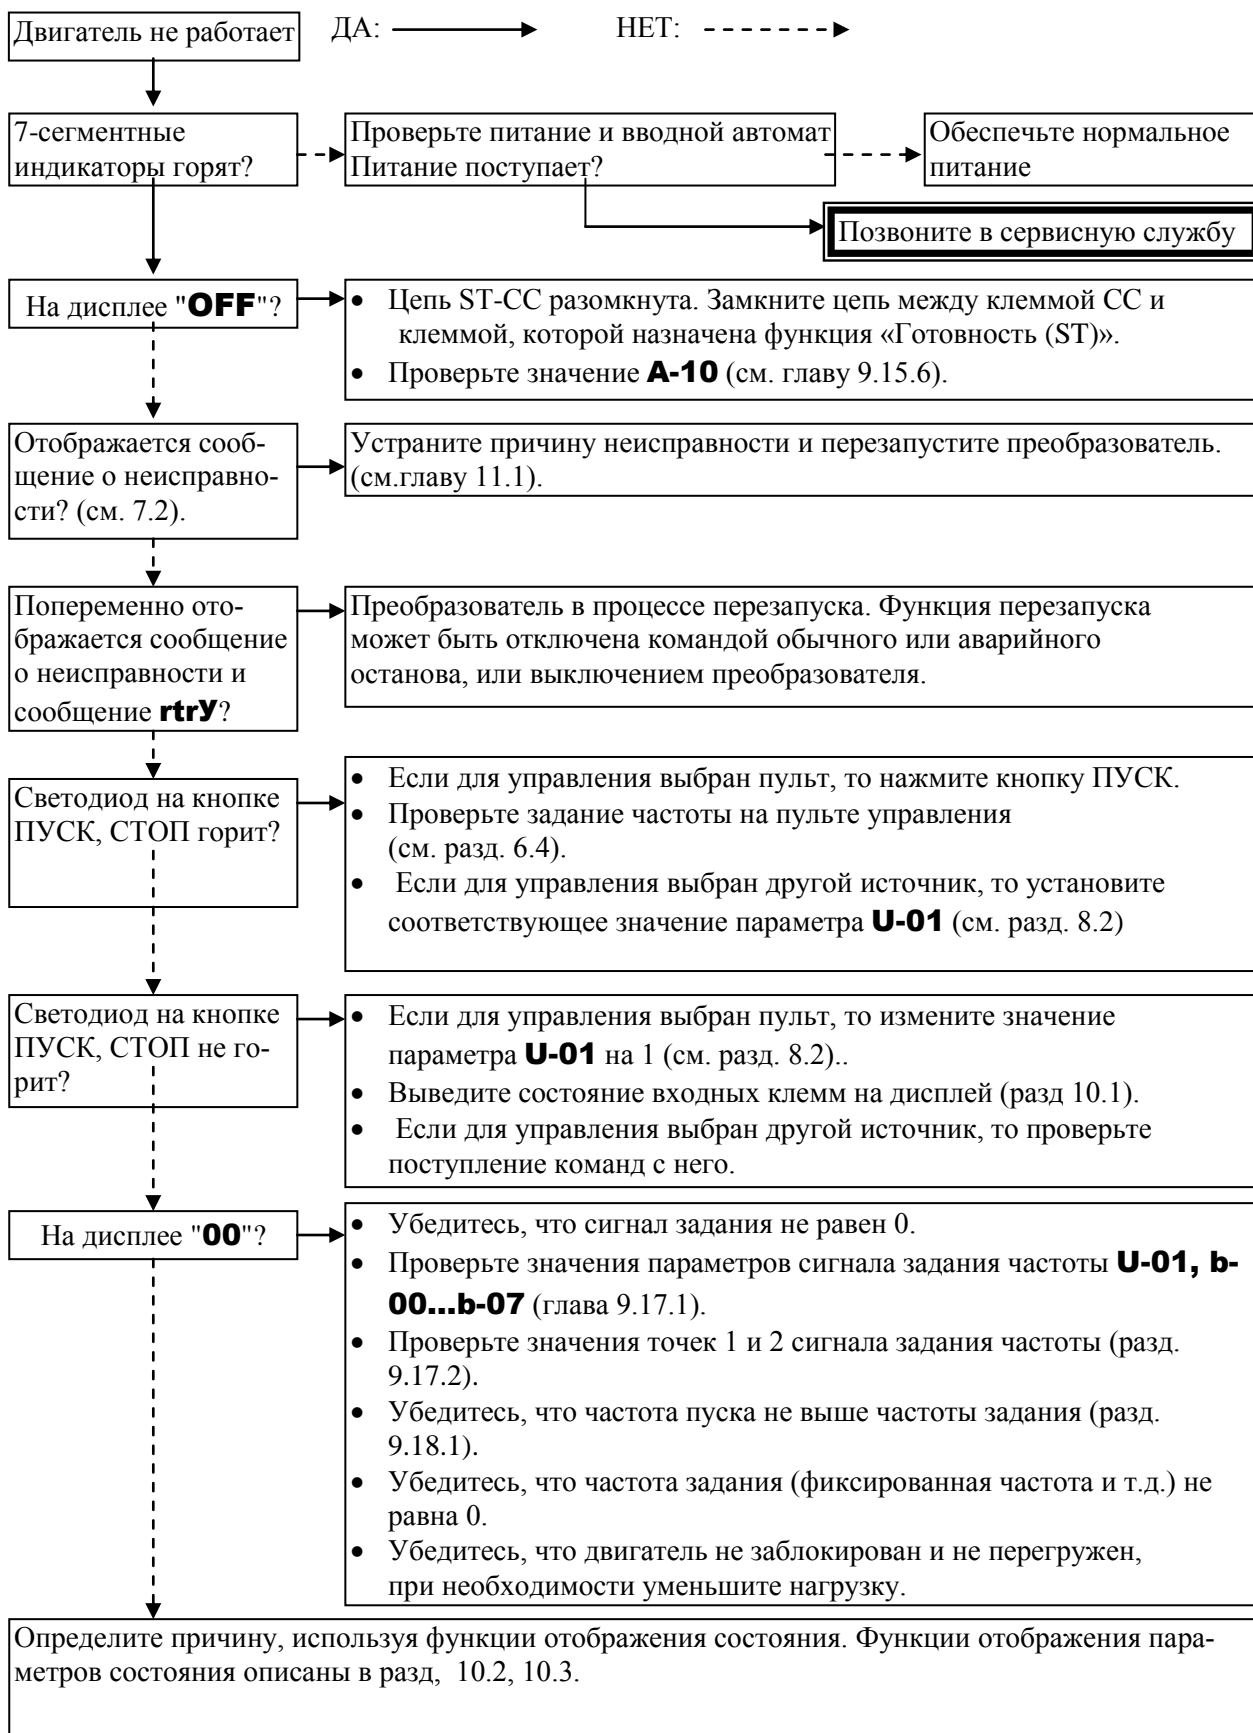 Двигатель не работает
ДА:
НЕТ:
7-сегментные
индикаторы горят?
Проверьте питание и вводной автомат
Питание поступает?
Обеспечьте нормальное
питание
Позвоните в сервисную службу
На дисплее "OFF"?
• Цепь ST-CC разомкнута. Замкните цепь между клеммой СС и
клеммой, которой назначена функция «Готовность (ST)».
• Проверьте значение A-10 (см. главу 9.15.6).
Отображается сооб-
щение о неисправно-
сти? (см. 7.2).
Устраните причину неисправности и перезапустите преобразователь.
(см.главу 11.1).
Попеременно ото-
бражается сообщение
о неисправности и
сообщение rtrУ?
Преобразователь в процессе перезапуска. Функция перезапуска
может быть отключена командой обычного или аварийного
останова, или выключением преобразователя.
Светодиод на кнопке
ПУСК, СТОП горит?
• Если для управления выбран пульт, то нажмите кнопку ПУСК.
• Проверьте задание частоты на пульте управления
(см. разд. 6.4).
• Если для управления выбран другой источник, то установите
соответствующее значение параметра U-01 (см. разд. 8.2)
Светодиод на кнопке
ПУСК, СТОП не го-
рит?
• Если для управления выбран пульт, то измените значение
параметра U-01 на 1 (см. разд. 8.2)..
• Выведите состояние входных клемм на дисплей (разд 10.1).
• Если для управления выбран другой источник, то проверьте
поступление команд с него.
На дисплее "00"?
• Убедитесь, что сигнал задания не равен 0.
• Проверьте значения параметров сигнала задания частоты U-01, b-
00...b-07 (глава 9.17.1).
• Проверьте значения точек 1 и 2 сигнала задания частоты (разд.
9.17.2).
• Убедитесь, что частота пуска не выше частоты задания (разд.
9.18.1).
• Убедитесь, что частота задания (фиксированная частота и т.д.) не
равна 0.
• Убедитесь, что двигатель не заблокирован и не перегружен,
при необходимости уменьшите нагрузку.
Определите причину, используя функции отображения состояния. Функции отображения пара-
метров состояния описаны в разд, 10.2, 10.3.